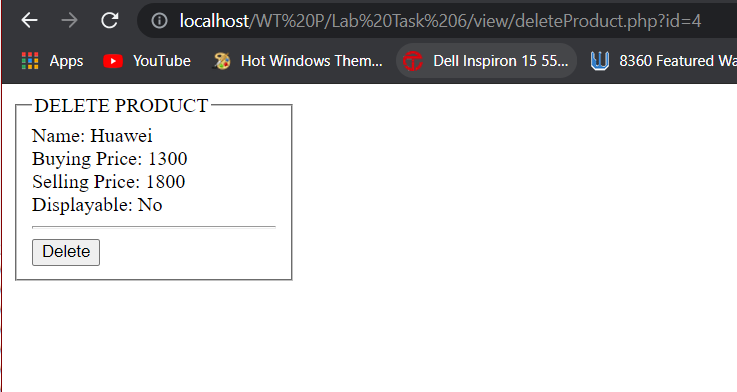 localhost/WT%20P/Lab%20Task%206/view/deleteProduct.php?id=4
Apps YouTube Hot Windows Them... Dell Inspiron 15 55... 8360 Featured Wa
DELETE PRODUCT
Name: Huawei
Buying Price: 1300
Selling Price: 1800
Displayable: No
Delete